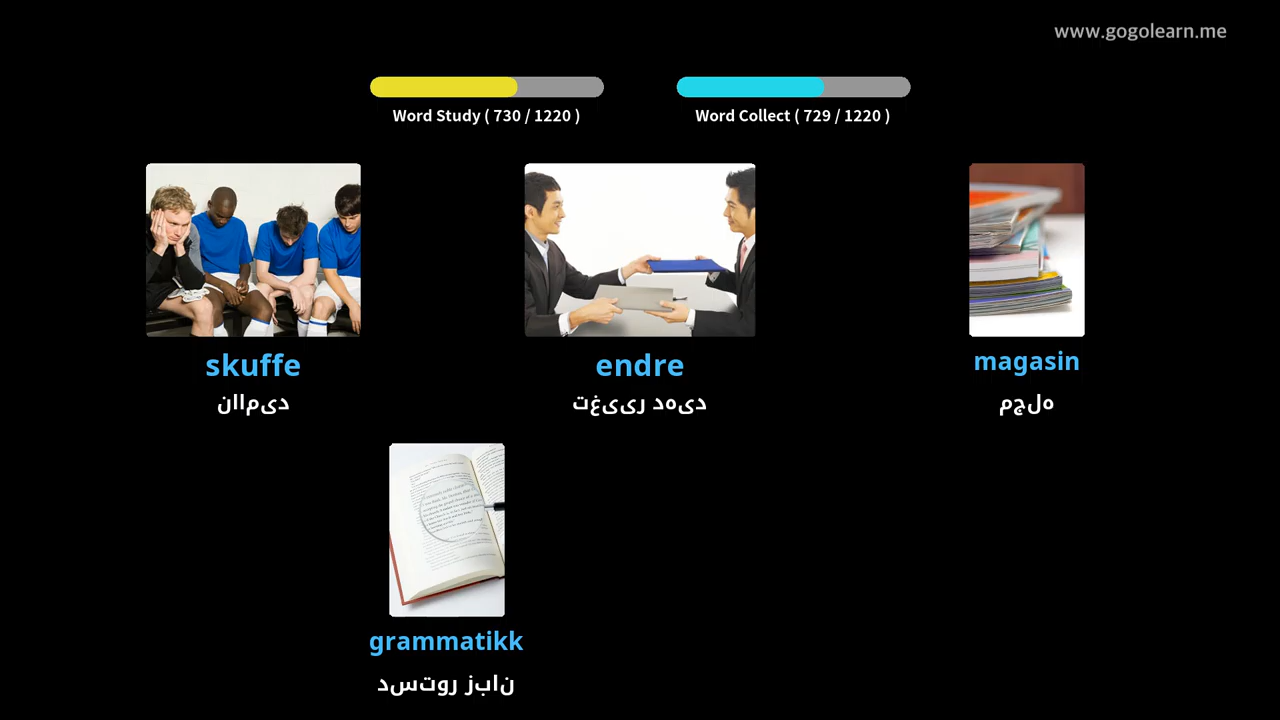 www.gogolearn.me
Word Study ( 730 / 1220 )
Word Collect ( 729 / 1220 )
skuffe
ناامید
endre
تغییر دهید
magasin
مجله
grammatikk
دستور زبان